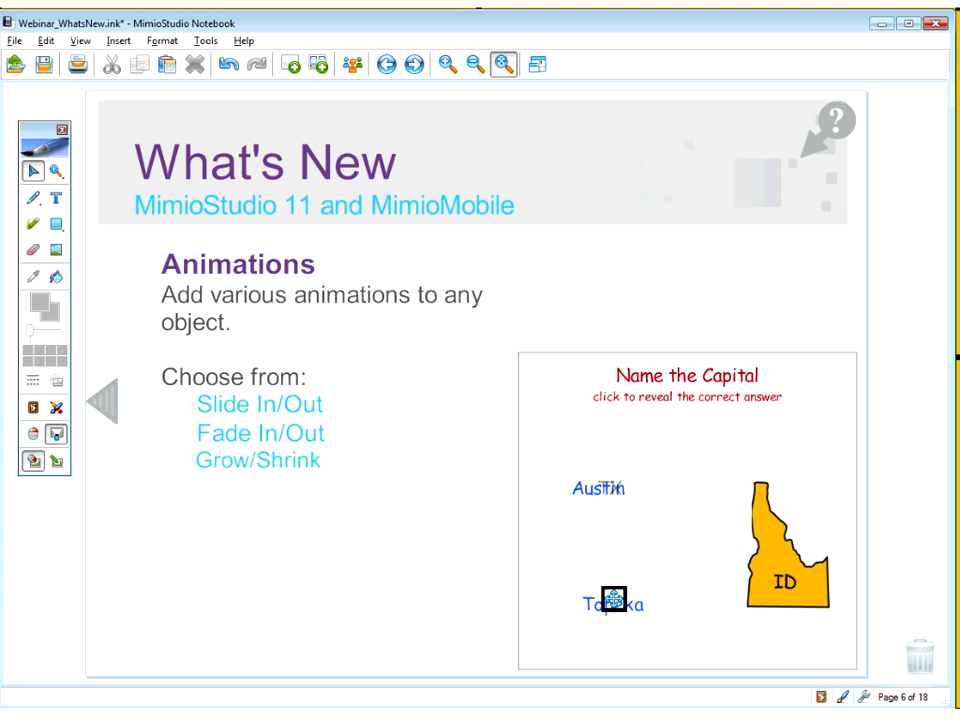 Webinar_WhatsNew.ink* - MimioStudio Notebook
File Edit View Insert Format Tools Help
?
What's New
MimioStudio 11 and MimioMobile
Animations
Add various animations to any
object.
Choose from:
Slide In/Out
Fade In/Out
Grow/Shrink
Name the Capital
click to reveal the correct answer
Austin
ID
Topeka
Page 6 of 18